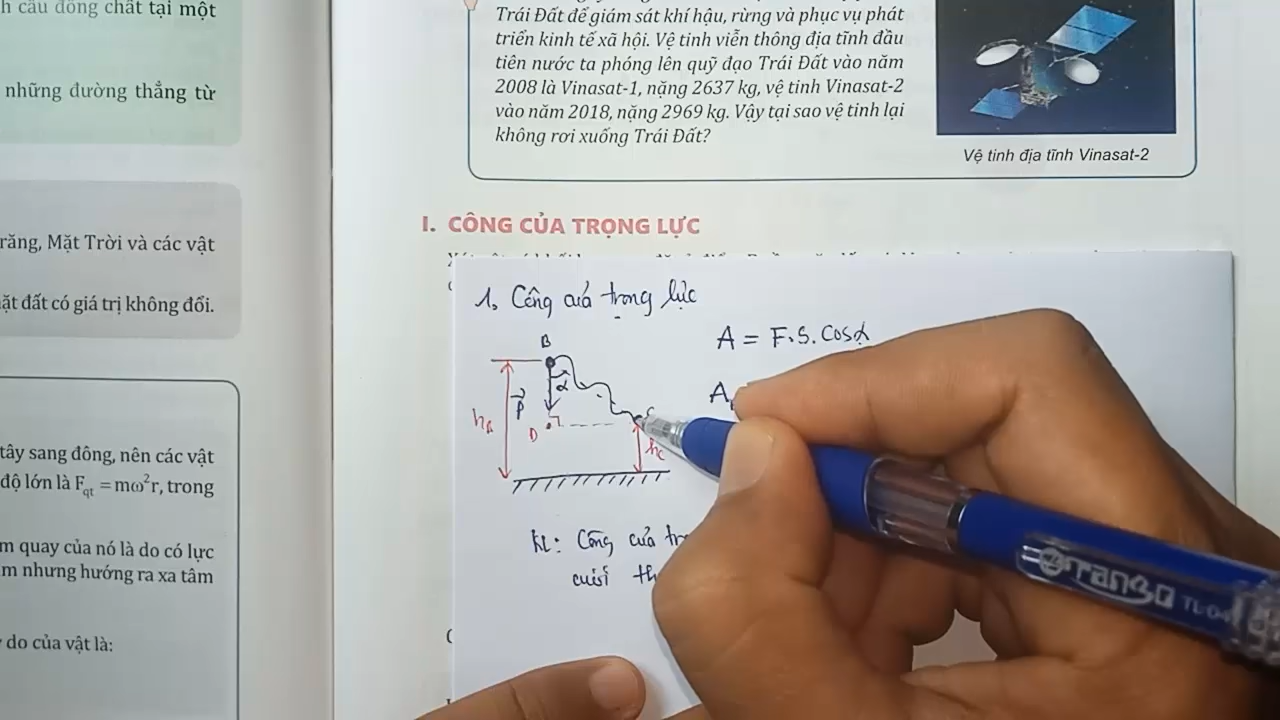 h cầu đồng chất tại một
những đường thẳng từ
răng, Mặt Trời và các vật
ặt đất có giá trị không đổi.
tây sang đông, nên các vật
độ lớn là Fqt = mω²r, trong
m quay của nó là do có lực
m nhưng hướng ra xa tâm
do của vật là:
Trái Đất để giám sát khí hậu, rừng và phục vụ phát
triển kinh tế xã hội. Vệ tinh viễn thông địa tĩnh đầu
tiên nước ta phóng lên quỹ đạo Trái Đất vào năm
2008 là Vinasat-1, nặng 2637 kg, vệ tinh Vinasat-2
vào năm 2018, nặng 2969 kg. Vậy tại sao vệ tinh lại
không rơi xuống Trái Đất?
Vệ tinh địa tĩnh Vinasat-2
I. CÔNG CỦA TRỌNG LỰC
1, Công của trọng lực
A = F.S.Cosα
A
B
α
P
D
C
hB
hC
KL: Công của tr
cuối th